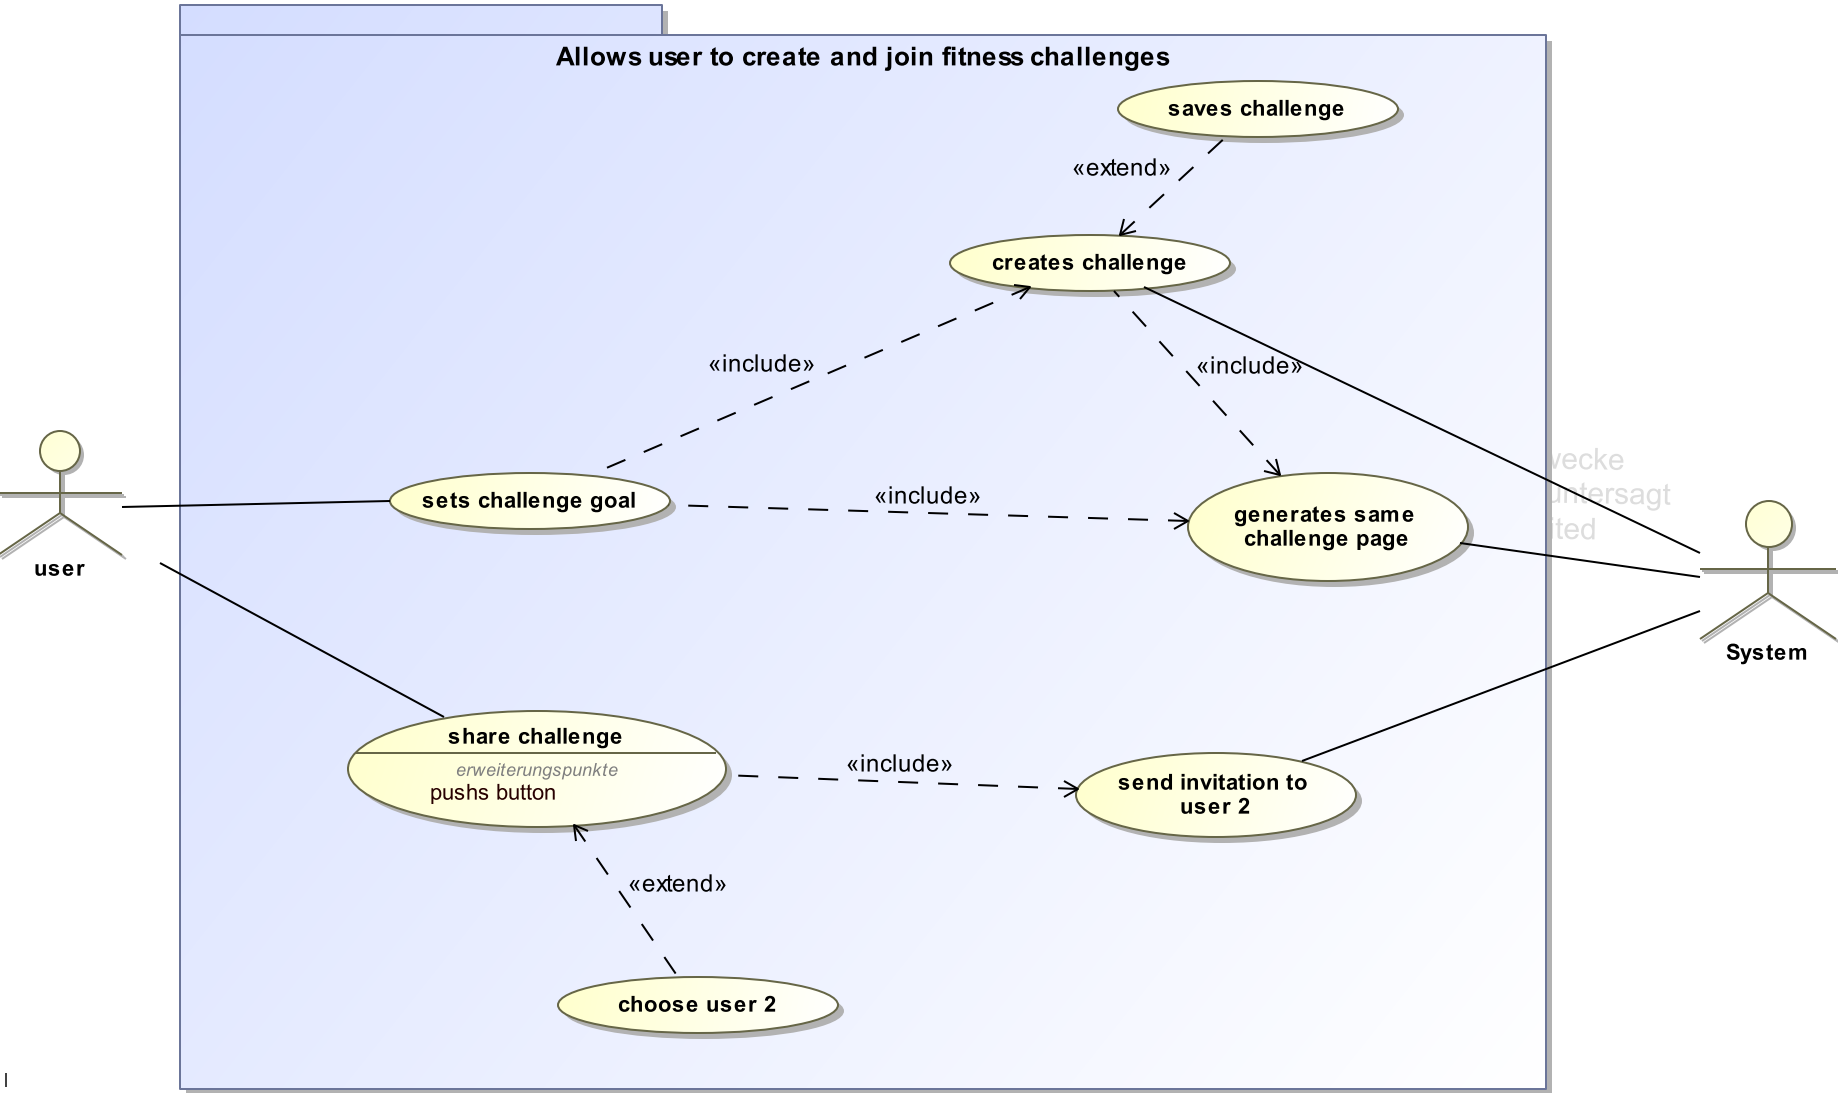 Allows user to create and join fitness challenges
saves challenge
«extend»
creates challenge
«include»
«include»
sets challenge goal
«include»
generates same
challenge page
user
System
untersagt
share challenge
erweiterungspunkte
pushs button
«include»
send invitation to
user 2
«extend»
choose user 2